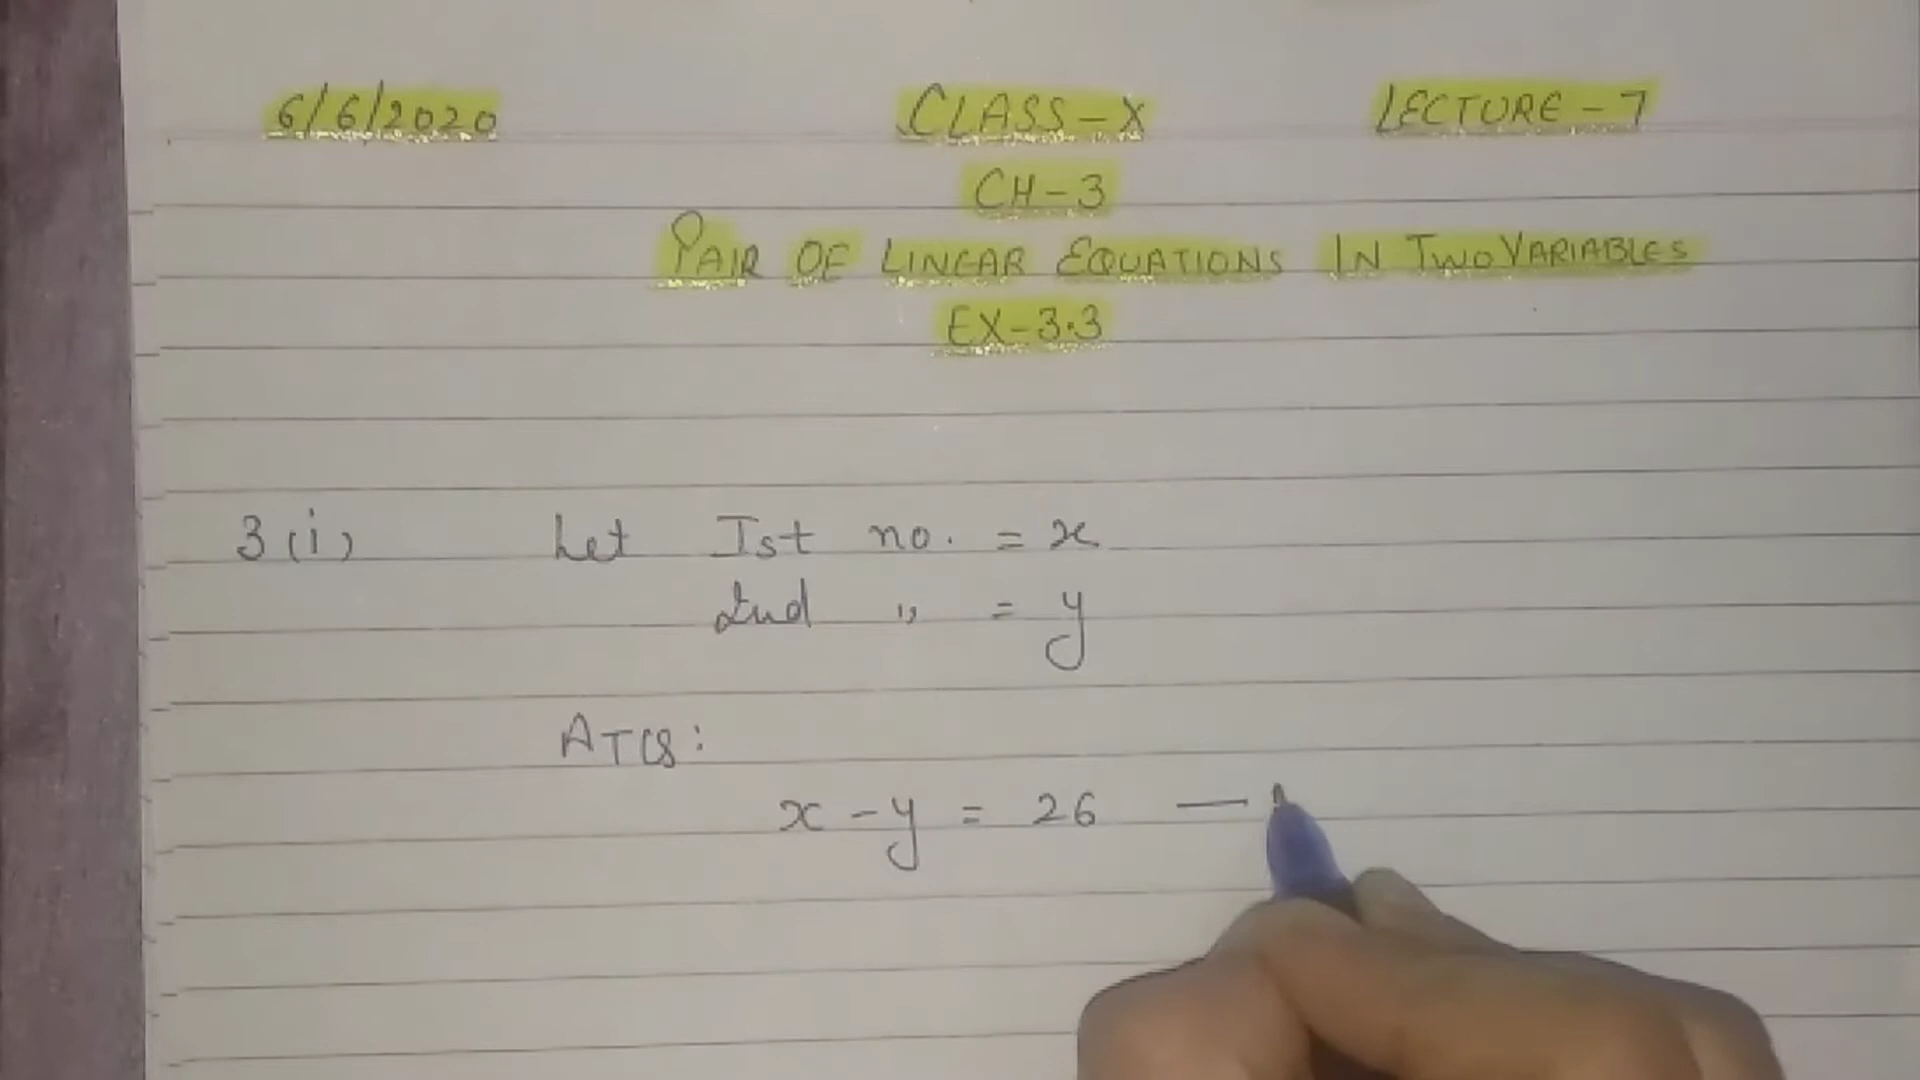 6/6/2020 CLASS-X LECTURE-7
CH-3
PAIR OF LINEAR EQUATIONS IN TWO VARIABLES
EX-3.3
3(i) Let Ist no. = x
2nd " = y
ATQ:
x - y = 26 —